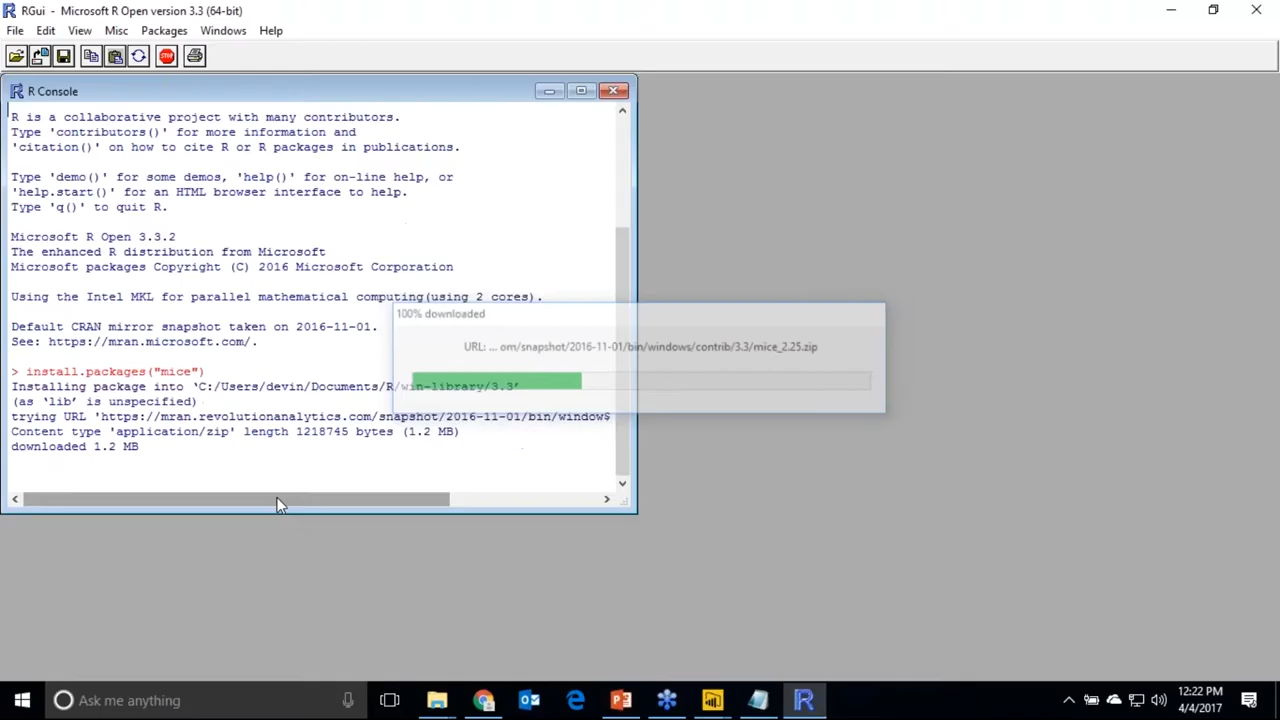 RGui - Microsoft R Open version 3.3 (64-bit)
File Edit View Misc Packages Windows Help
STOP
R Console
R is a collaborative project with many contributors.
Type 'contributors()' for more information and
'citation()' on how to cite R or R packages in publications.
Type 'demo()' for some demos, 'help()' for on-line help, or
'help.start()' for an HTML browser interface to help.
Type 'q()' to quit R.
Microsoft R Open 3.3.2
The enhanced R distribution from Microsoft
Microsoft packages Copyright (C) 2016 Microsoft Corporation
Using the Intel MKL for parallel mathematical computing(using 2 cores).
Default CRAN mirror snapshot taken on 2016-11-01.
See: https://mran.microsoft.com/.
> install.packages("mice")
Installing package into ‘C:/Users/devin/Documents/R/win-library/3.3’
(as ‘lib’ is unspecified)
trying URL 'https://mran.revolutionanalytics.com/snapshot/2016-11-01/bin/window$
Content type 'application/zip' length 1218745 bytes (1.2 MB)
downloaded 1.2 MB
100% downloaded
URL: ... om/snapshot/2016-11-01/bin/windows/contrib/3.3/mice_2.25.zip
Ask me anything
12:22 PM
4/4/2017